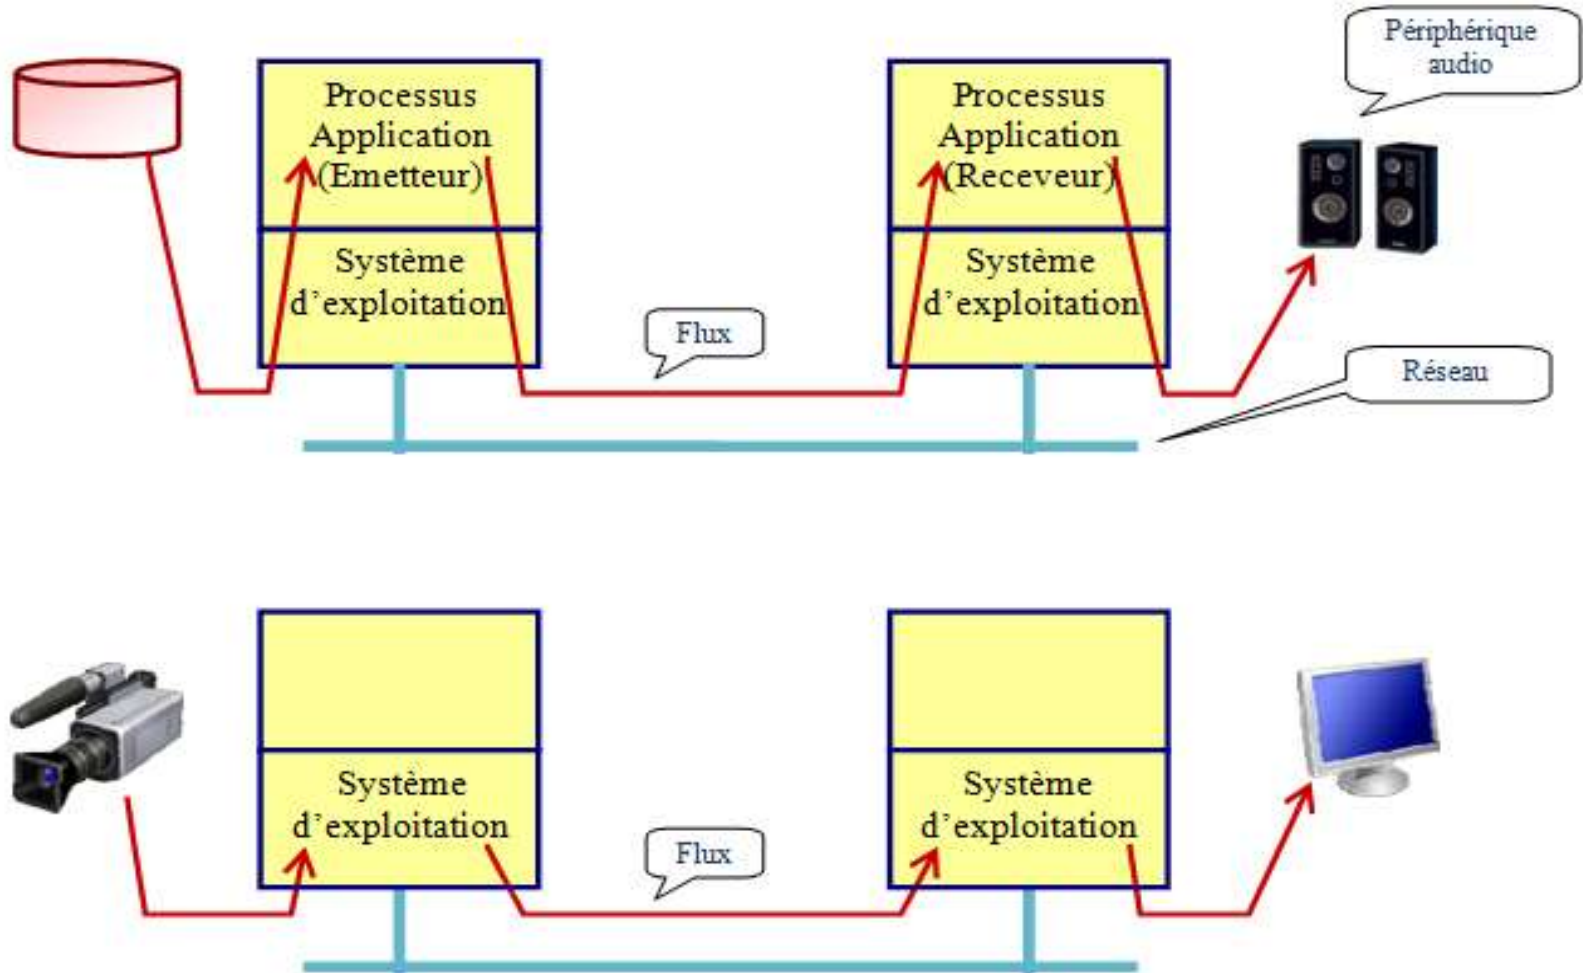 Périphérique
audio
Processus
Application
(Emetteur)
Processus
Application
(Receveur)
Système
d'exploitation
Système
d'exploitation
Flux
Réseau
Système
d'exploitation
Système
d'exploitation
Flux